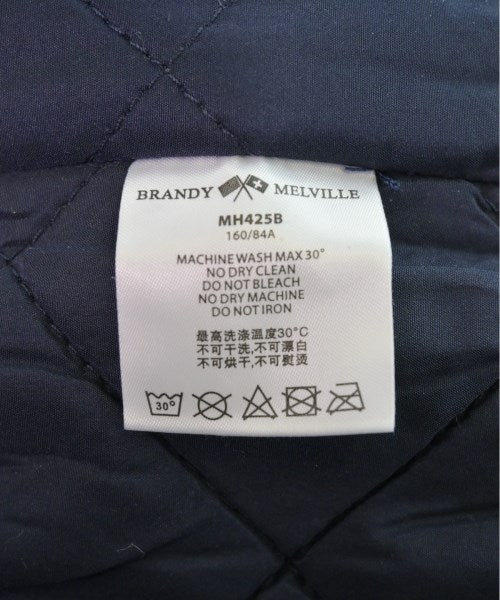 BRANDY MELVILLE
MH425B
160/84A
MACHINE WASH MAX 30°
NO DRY CLEAN
DO NOT BLEACH
NO DRY MACHINE
DO NOT IRON
最高洗涤温度30°C
不可干洗,不可漂白
不可烘干,不可熨烫
30°